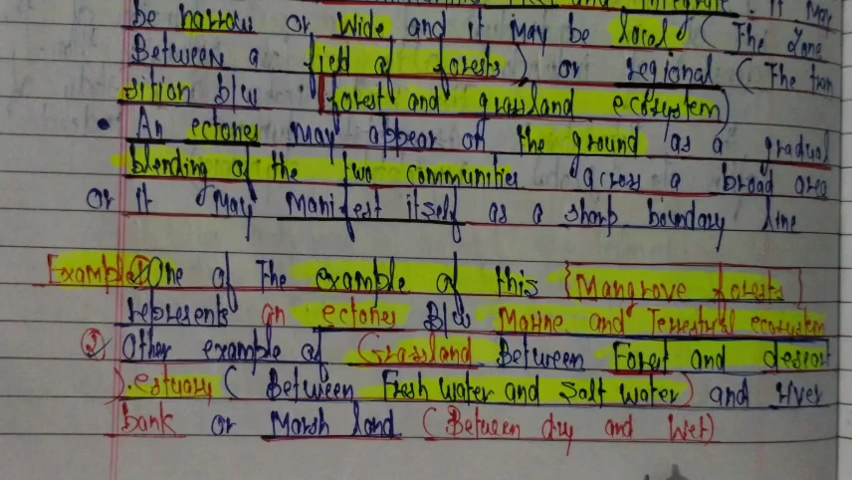 be narrow or wide and it may be local (The Zone
Between a field of forests) or regional (The tran
sition b/w (forest and grassland ecosystem)
• An ectones may appear on the ground as a gradual
blending of the two communities across a broad area
or it may manifest itself as a sharp boundary line
Example ① One of The example of this {Mangrove forests}
represents an ectones B/w Marine and Terrestrial ecosystem
② Other example of Grassland Between Forest and desert
). estuary (Between Fresh water and Salt water) and river
bank or Marsh land (Between dry and Wet)